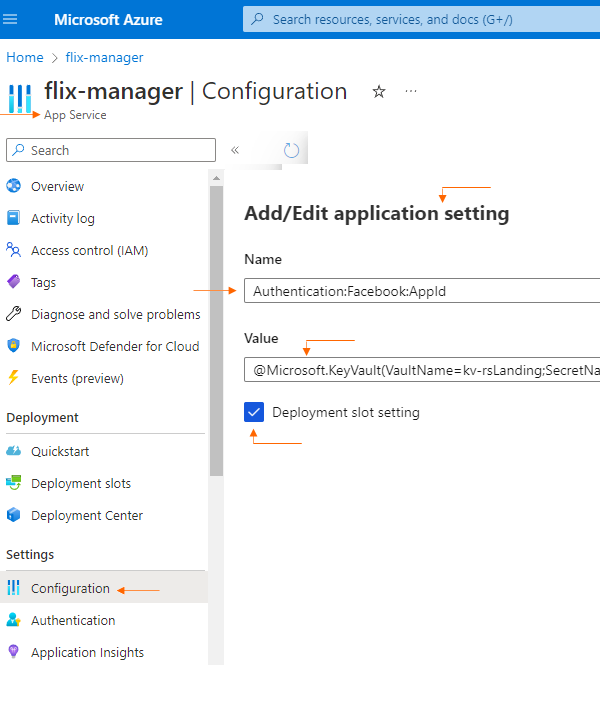 Microsoft Azure
Search resources, services, and docs (G+/)
Home > flix-manager
flix-manager | Configuration
App Service
Search
Overview
Activity log
Access control (IAM)
Tags
Diagnose and solve problems
Microsoft Defender for Cloud
Events (preview)
Deployment
Quickstart
Deployment slots
Deployment Center
Settings
Configuration
Authentication
Application Insights
Add/Edit application setting
Name
Authentication:Facebook:AppId
Value
@Microsoft.KeyVault(VaultName=kv-rsLanding;SecretNa
Deployment slot setting